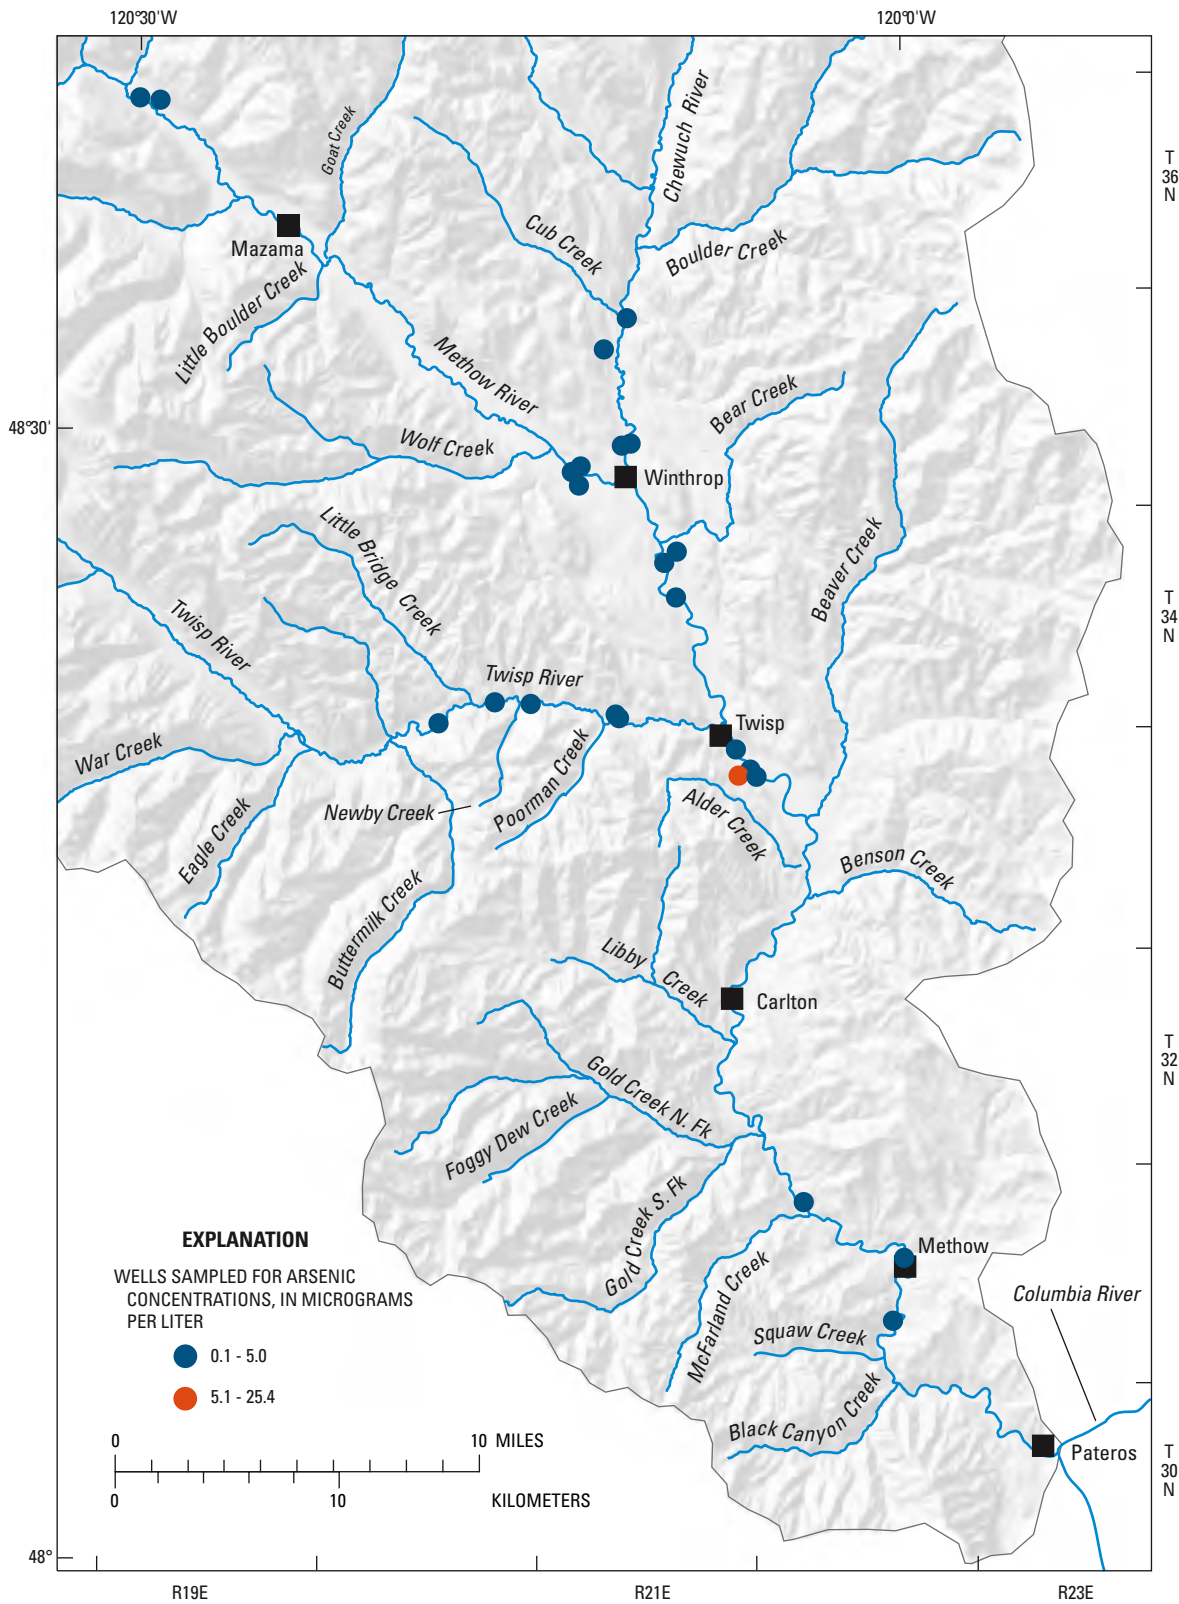 120°30'W
120°0'W
Goat Creek
Chewuch River
T
36
N
Mazama
Cub Creek
Boulder Creek
Little Boulder Creek
Methow River
Bear Creek
48°30'
Wolf Creek
Winthrop
Little Bridge Creek
Beaver Creek
T
34
N
Twisp River
Twisp River
Twisp
War Creek
Newby Creek
Poorman Creek
Alder Creek
Eagle Creek
Benson Creek
Buttermilk Creek
Libby Creek
Carlton
T
32
N
Gold Creek N. Fk
Foggy Dew Creek
Gold Creek S. Fk
Methow
McFarland Creek
Columbia River
Squaw Creek
Black Canyon Creek
Pateros
T
30
N
EXPLANATION
WELLS SAMPLED FOR ARSENIC
CONCENTRATIONS, IN MICROGRAMS
PER LITER
0.1 - 5.0
5.1 - 25.4
0 10 MILES
0 10 KILOMETERS
48°
R19E R21E R23E